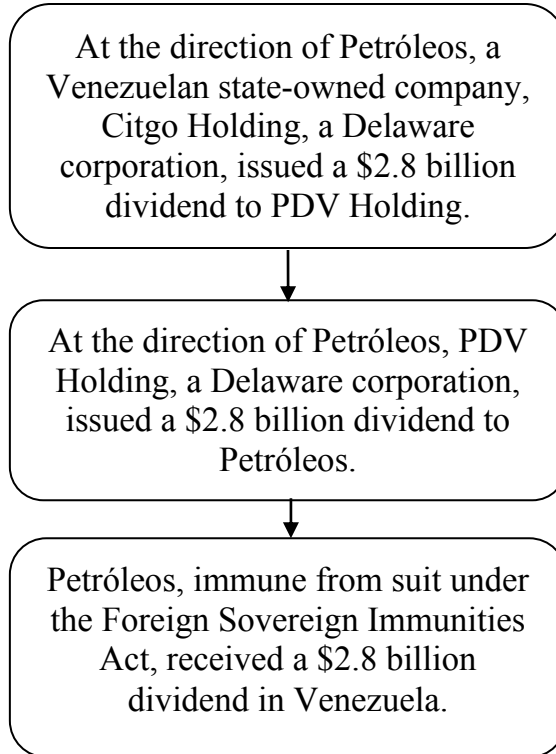 At the direction of Petróleos, a
Venezuelan state-owned company,
Citgo Holding, a Delaware
corporation, issued a $2.8 billion
dividend to PDV Holding.
At the direction of Petróleos, PDV
Holding, a Delaware corporation,
issued a $2.8 billion dividend to
Petróleos.
Petróleos, immune from suit under
the Foreign Sovereign Immunities
Act, received a $2.8 billion
dividend in Venezuela.